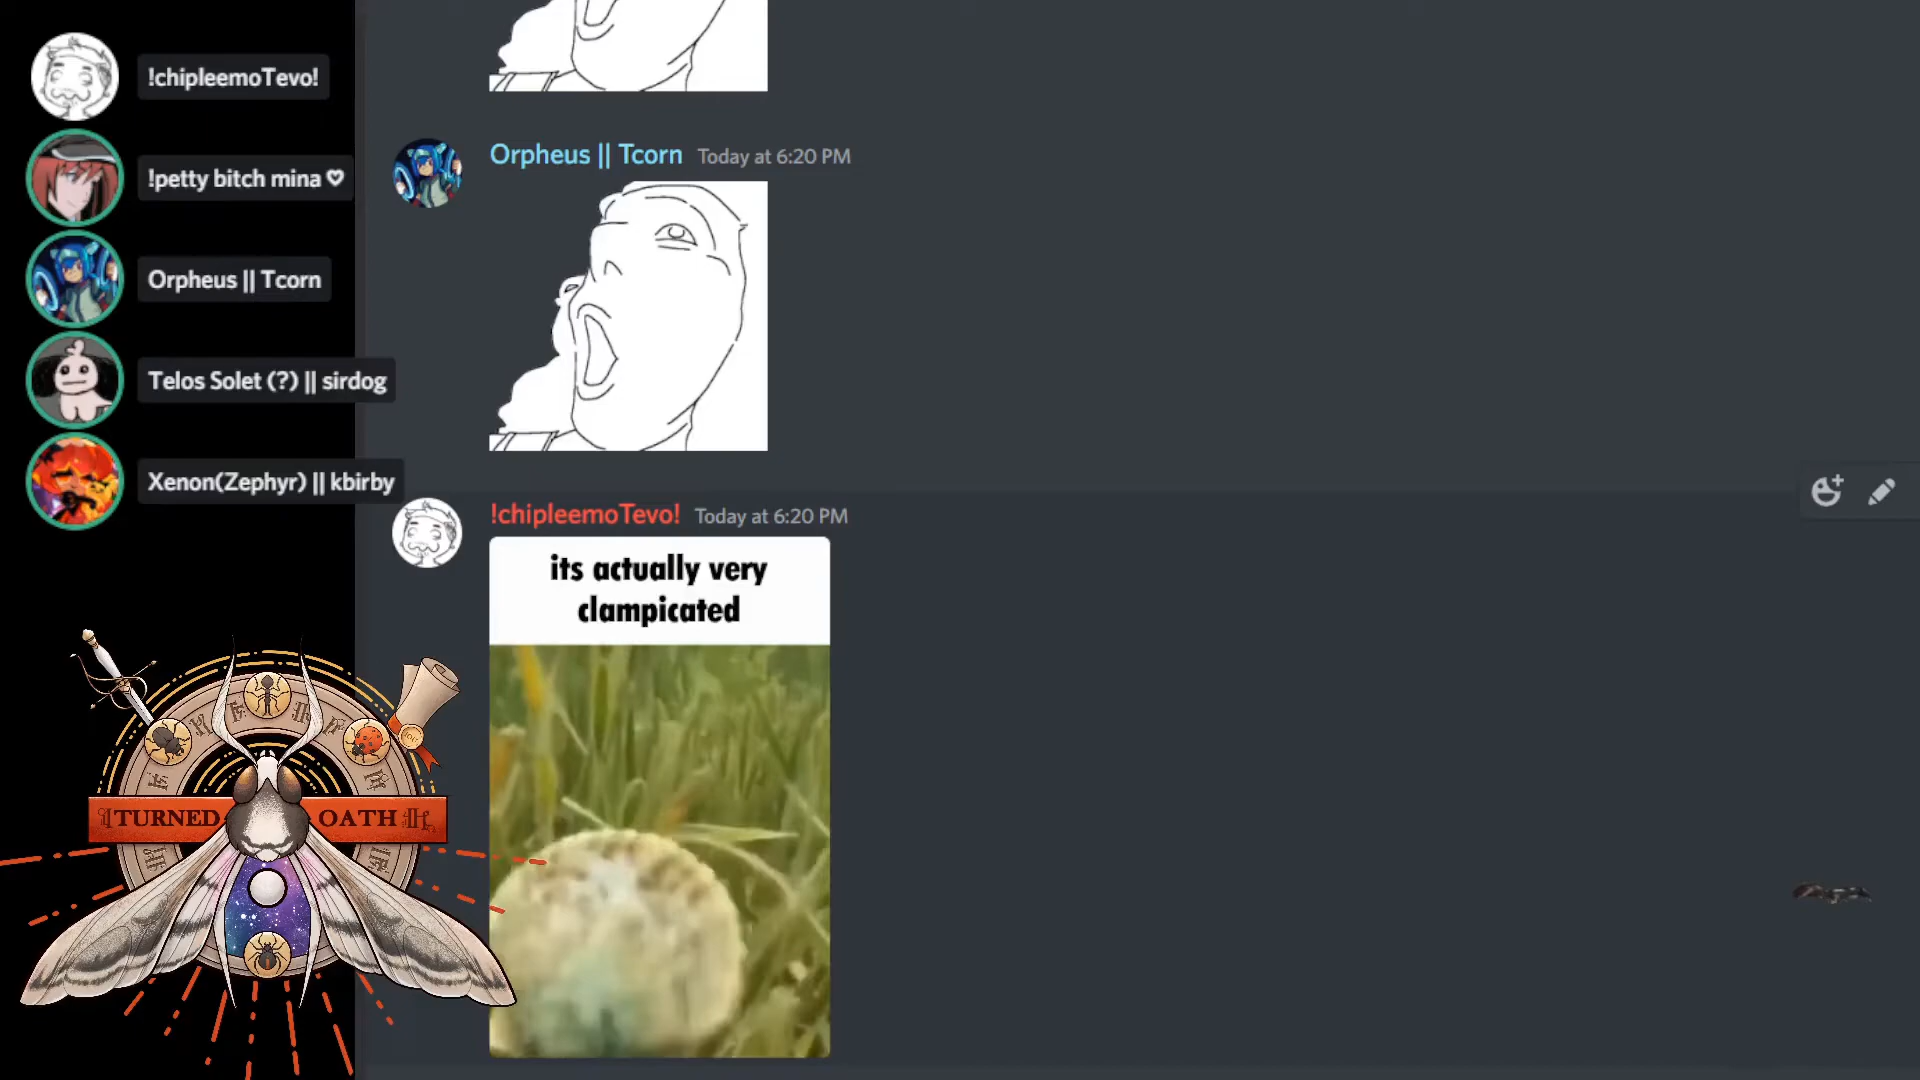 !chipleemoTevo!
!petty bitch mina ♡
Orpheus || Tcorn
Telos Solet (?) || sirdog
Xenon(Zephyr) || kbirby
Orpheus || Tcorn Today at 6:20 PM
!chipleemoTevo! Today at 6:20 PM
its actually very
clampicated
TURNED OATH